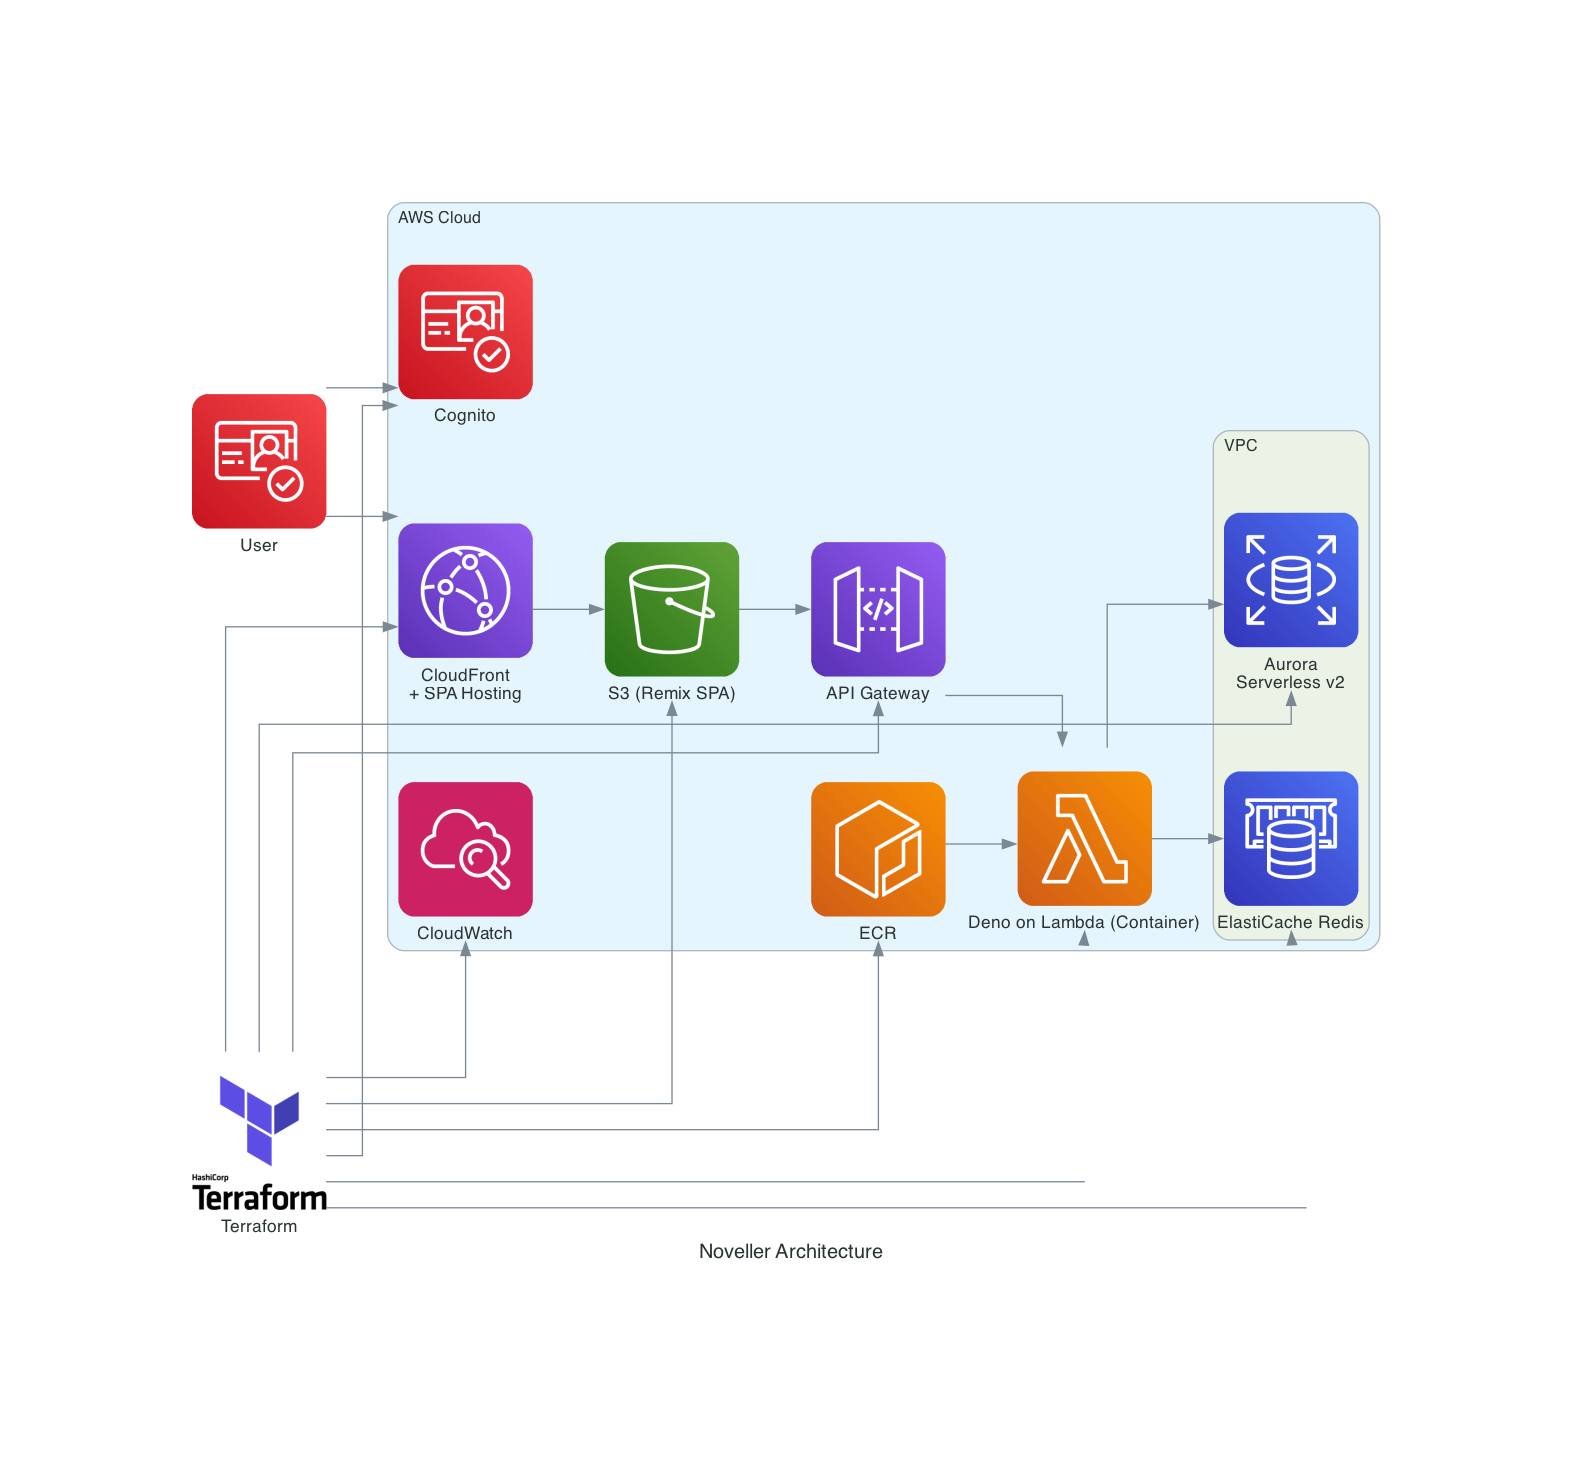 AWS Cloud
Cognito
User
VPC
CloudFront
+ SPA Hosting
S3 (Remix SPA)
API Gateway
Aurora
Serverless v2
CloudWatch
ECR
Deno on Lambda (Container)
ElastiCache Redis
HashiCorp
Terraform
Terraform
Noveller Architecture